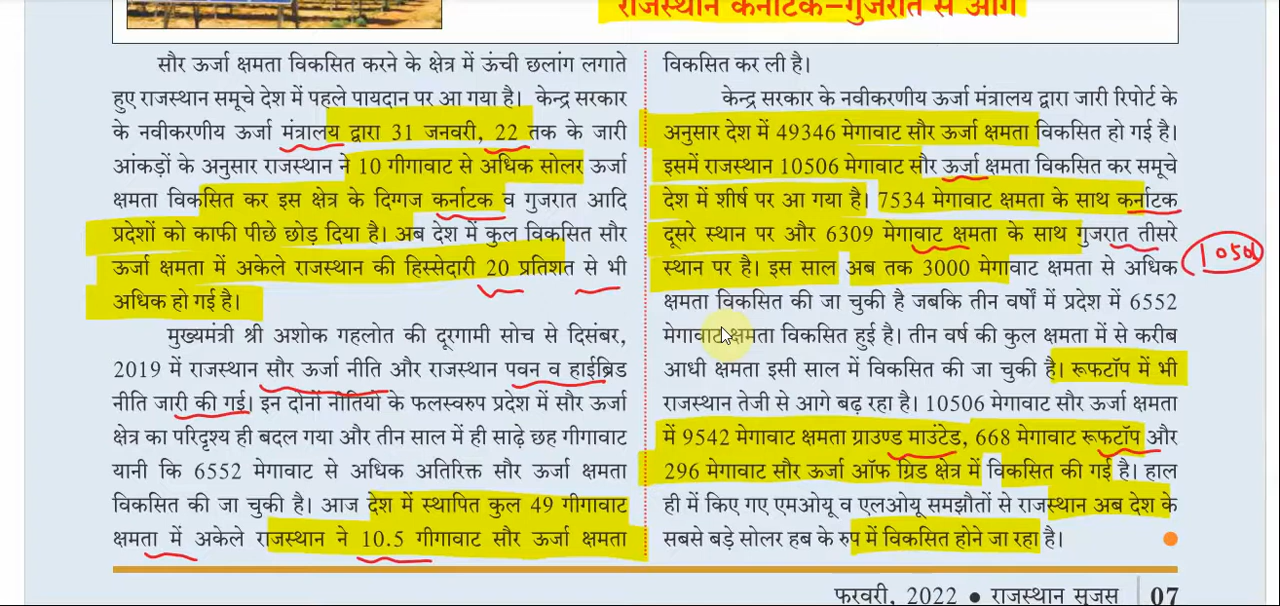 राजस्थान कर्नाटक-गुजरात से आगे
सौर ऊर्जा क्षमता विकसित करने के क्षेत्र में ऊंची छलांग लगाते
हुए राजस्थान समूचे देश में पहले पायदान पर आ गया है। केन्द्र सरकार
के नवीकरणीय ऊर्जा मंत्रालय द्वारा 31 जनवरी, 22 तक के जारी
आंकड़ों के अनुसार राजस्थान ने 10 गीगावाट से अधिक सोलर ऊर्जा
क्षमता विकसित कर इस क्षेत्र के दिग्गज कर्नाटक व गुजरात आदि
प्रदेशों को काफी पीछे छोड़ दिया है। अब देश में कुल विकसित सौर
ऊर्जा क्षमता में अकेले राजस्थान की हिस्सेदारी 20 प्रतिशत से भी
अधिक हो गई है।
मुख्यमंत्री श्री अशोक गहलोत की दूरगामी सोच से दिसंबर,
2019 में राजस्थान सौर ऊर्जा नीति और राजस्थान पवन व हाईब्रिड
नीति जारी की गई। इन दोनों नीतियों के फलस्वरुप प्रदेश में सौर ऊर्जा
क्षेत्र का परिदृश्य ही बदल गया और तीन साल में ही साढ़े छह गीगावाट
यानी कि 6552 मेगावाट से अधिक अतिरिक्त सौर ऊर्जा क्षमता
विकसित की जा चुकी है। आज देश में स्थापित कुल 49 गीगावाट
क्षमता में अकेले राजस्थान ने 10.5 गीगावाट सौर ऊर्जा क्षमता
विकसित कर ली है।
केन्द्र सरकार के नवीकरणीय ऊर्जा मंत्रालय द्वारा जारी रिपोर्ट के
अनुसार देश में 49346 मेगावाट सौर ऊर्जा क्षमता विकसित हो गई है।
इसमें राजस्थान 10506 मेगावाट सौर ऊर्जा क्षमता विकसित कर समूचे
देश में शीर्ष पर आ गया है। 7534 मेगावाट क्षमता के साथ कर्नाटक
दूसरे स्थान पर और 6309 मेगावाट क्षमता के साथ गुजरात तीसरे
स्थान पर है। इस साल अब तक 3000 मेगावाट क्षमता से अधिक
क्षमता विकसित की जा चुकी है जबकि तीन वर्षों में प्रदेश में 6552
मेगावाट क्षमता विकसित हुई है। तीन वर्ष की कुल क्षमता में से करीब
आधी क्षमता इसी साल में विकसित की जा चुकी है। रूफटॉप में भी
राजस्थान तेजी से आगे बढ़ रहा है। 10506 मेगावाट सौर ऊर्जा क्षमता
में 9542 मेगावाट क्षमता ग्राउण्ड माउंटेड, 668 मेगावाट रूफटॉप और
296 मेगावाट सौर ऊर्जा ऑफ ग्रिड क्षेत्र में विकसित की गई है। हाल
ही में किए गए एमओयू व एलओयू समझौतों से राजस्थान अब देश के
सबसे बड़े सोलर हब के रुप में विकसित होने जा रहा है।
फरवरी, 2022 ● राजस्थान सुजस 07